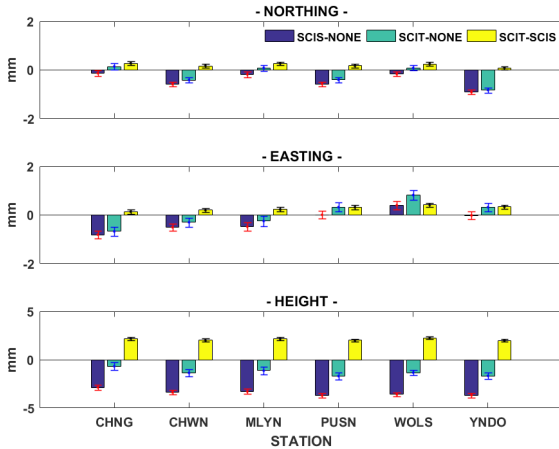 - NORTHING -
2
SCIS-NONE SCIT-NONE SCIT-SCIS
mm
0
-2
- EASTING -
2
mm
0
-2
- HEIGHT -
5
mm
0
-5
CHNG CHWN MLYN PUSN WOLS YNDO
STATION